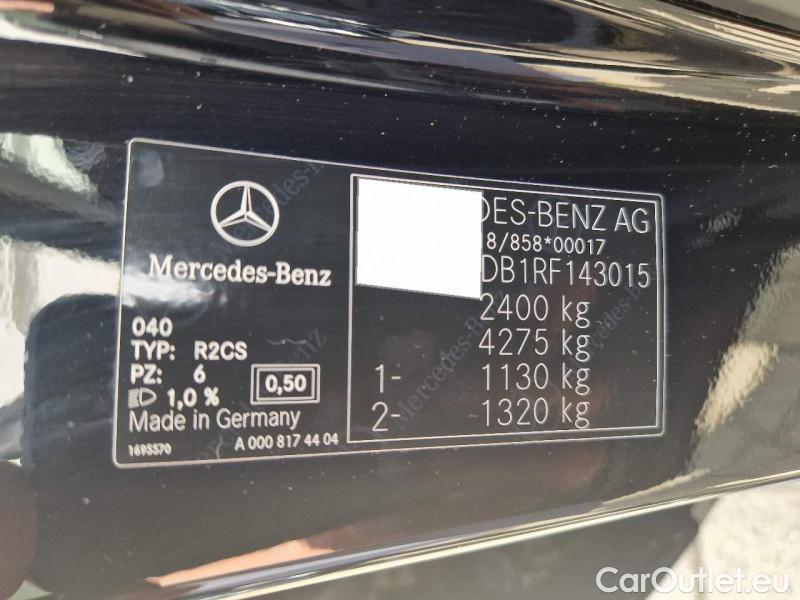 Mercedes-Benz
040
TYP: R2CS
PZ: 6
1,0 %
0,50
Made in Germany
1695570
A 000 817 44 04
DES-BENZ AG
8/858*00017
DB1RF143015
2400 kg
4275 kg
1- 1130 kg
2- 1320 kg
CarOutlet.eu